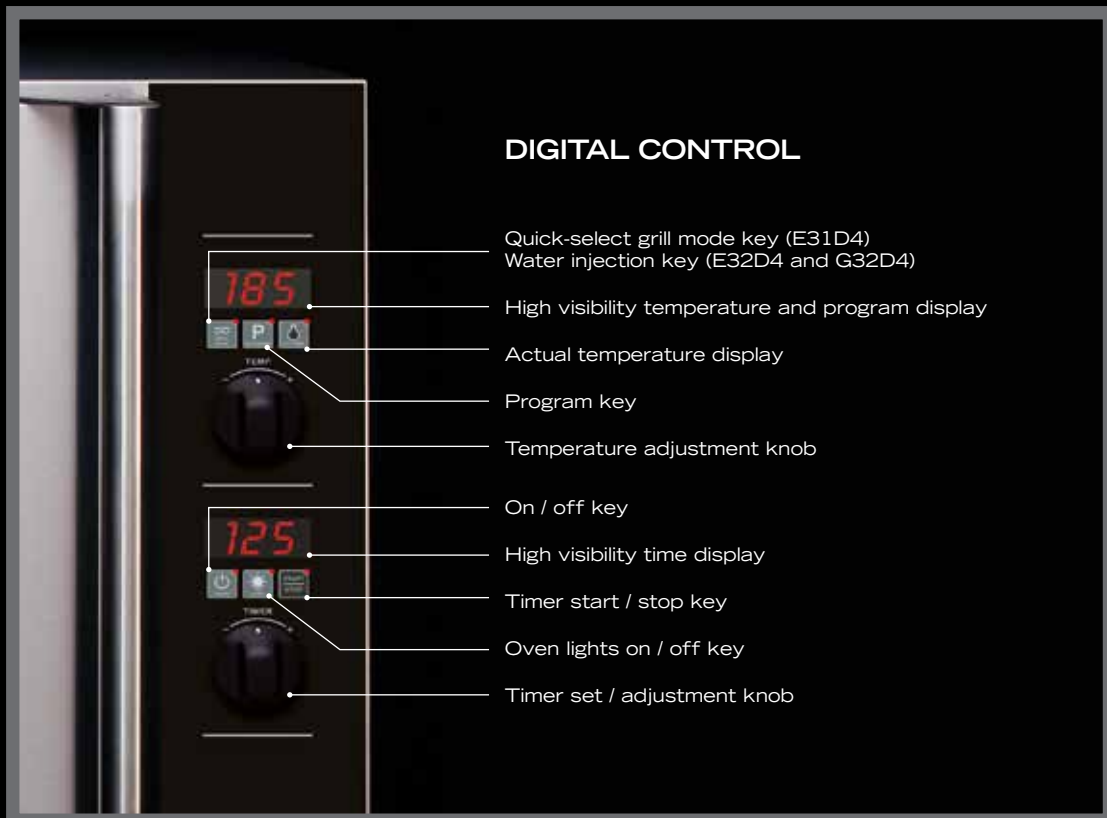 DIGITAL CONTROL
Quick-select grill mode key (E31D4)
Water injection key (E32D4 and G32D4)
185
High visibility temperature and program display
Actual temperature display
P
Program key
TEMP.
Temperature adjustment knob
On / off key
125
High visibility time display
Timer start / stop key
TIMER
Oven lights on / off key
Timer set / adjustment knob